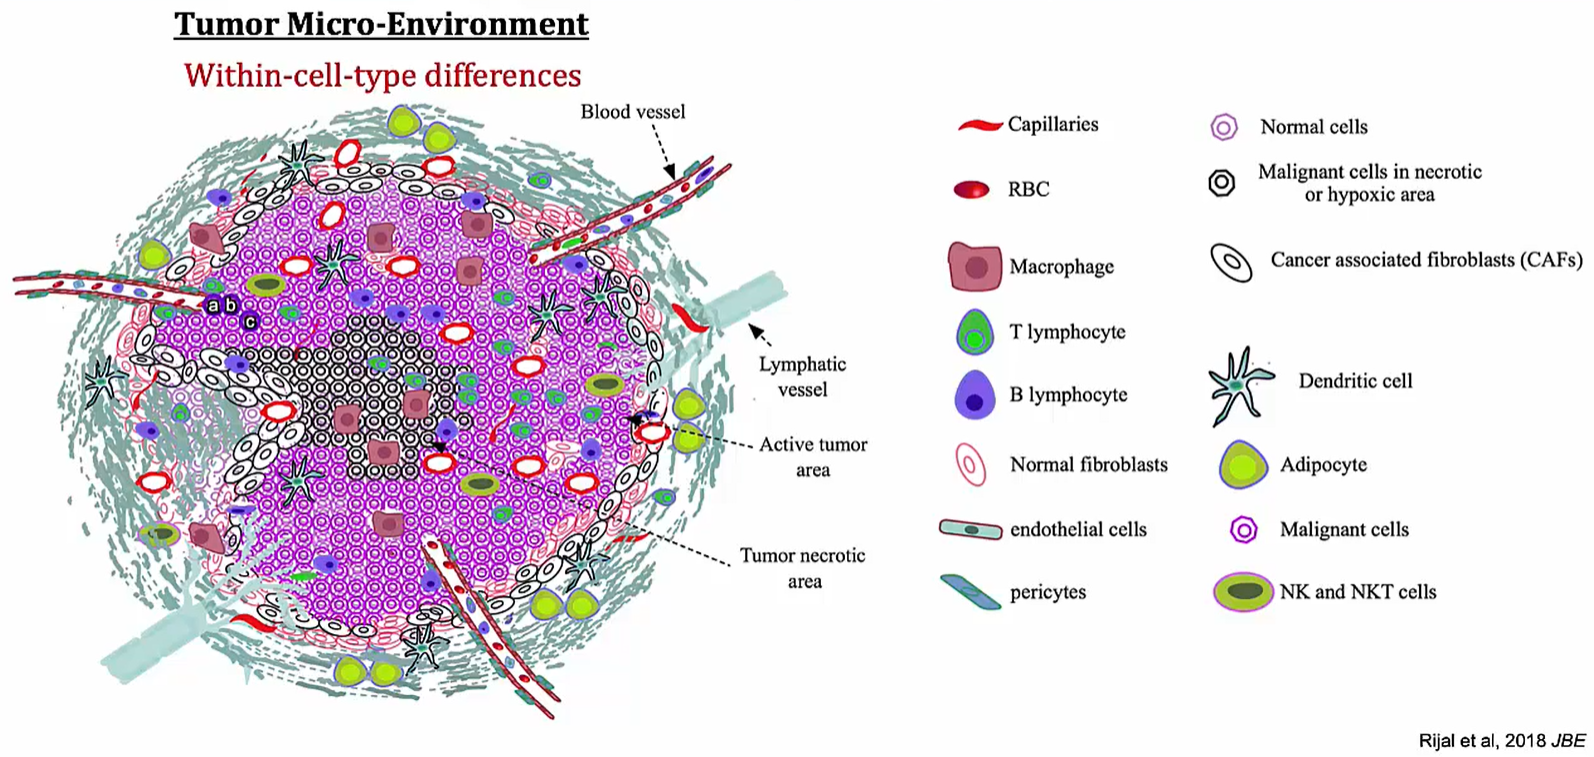 Tumor Micro-Environment
Within-cell-type differences
Blood vessel
a b
c
Lymphatic
vessel
Active tumor
area
Tumor necrotic
area
Capillaries
RBC
Macrophage
T lymphocyte
B lymphocyte
Normal fibroblasts
endothelial cells
pericytes
Normal cells
Malignant cells in necrotic
or hypoxic area
Cancer associated fibroblasts (CAFs)
Dendritic cell
Adipocyte
Malignant cells
NK and NKT cells
Rijal et al, 2018 JBE